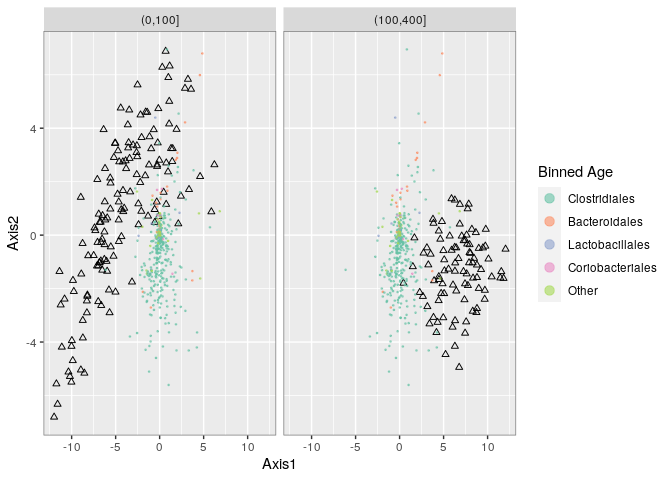 (0,100] (100,400]
Axis2
4
0
-4
-10 -5 0 5 10 -10 -5 0 5 10
Axis1
Binned Age
Clostridiales
Bacteroidales
Lactobacillales
Coriobacteriales
Other